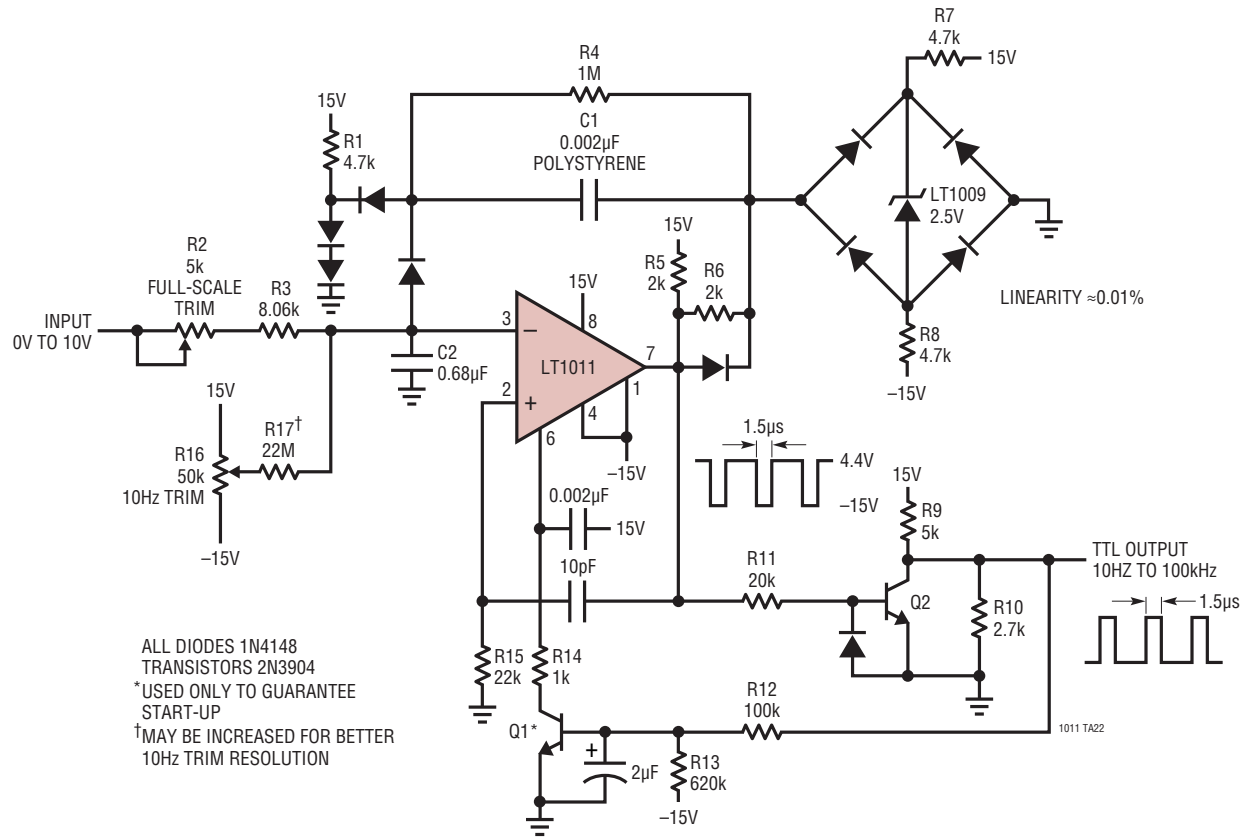 R7
4.7k
15V
R4
1M
15V
R1
4.7k
C1
0.002µF
POLYSTYRENE
LT1009
2.5V
15V
R5
2k
R6
2k
R2
5k
FULL-SCALE
TRIM
R3
8.06k
INPUT
0V TO 10V
15V
3
–
8
LINEARITY ≈0.01%
C2
0.68µF
LT1011
7
R8
4.7k
–15V
2
+
1
4
6
–15V
15V
R17†
22M
R16
50k
10Hz TRIM
–15V
1.5µs
4.4V
–15V
0.002µF
15V
15V
R9
5k
10pF
R11
20k
TTL OUTPUT
10HZ TO 100kHz
Q2
R10
2.7k
1.5µs
ALL DIODES 1N4148
TRANSISTORS 2N3904
*USED ONLY TO GUARANTEE
START-UP
†MAY BE INCREASED FOR BETTER
10Hz TRIM RESOLUTION
R15
22k
R14
1k
R12
100k
Q1*
+
2µF
R13
620k
–15V
1011 TA22